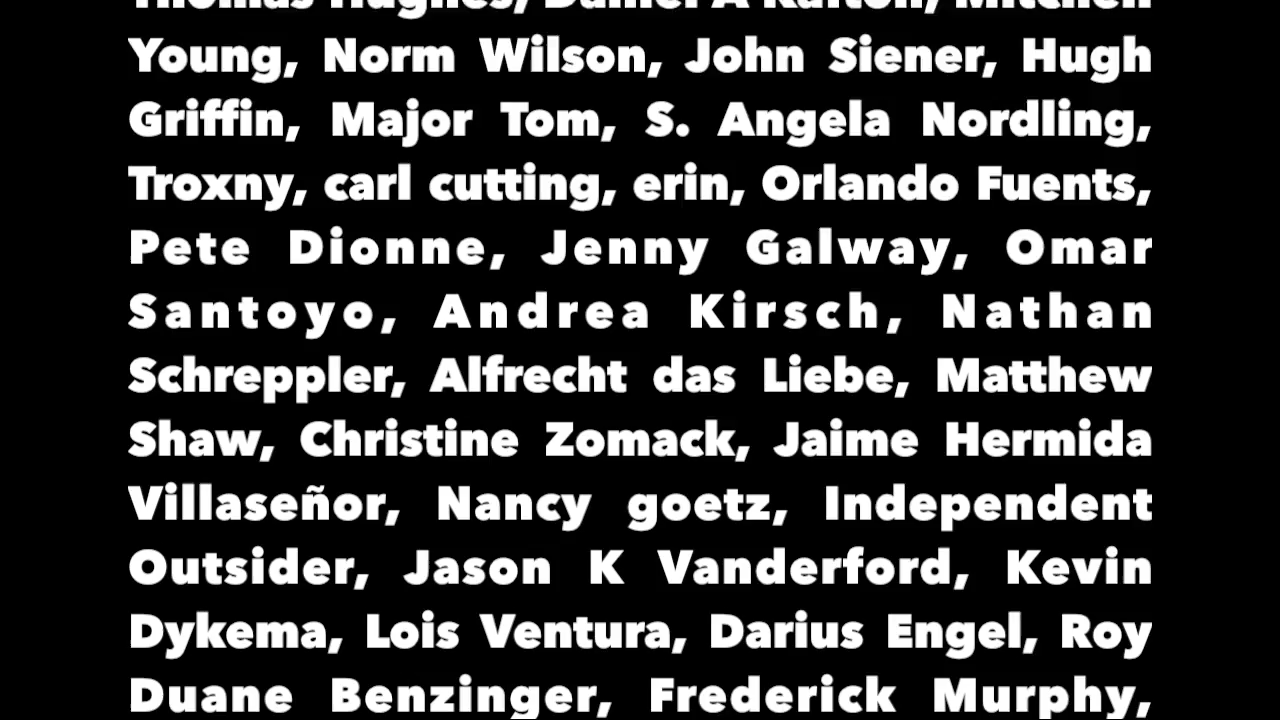 Thomas Hughes, Daniel A Kariton, Mitchell
Young, Norm Wilson, John Siener, Hugh
Griffin, Major Tom, S. Angela Nordling,
Troxny, carl cutting, erin, Orlando Fuents,
Pete Dionne, Jenny Galway, Omar
Santoyo, Andrea Kirsch, Nathan
Schreppler, Alfrecht das Liebe, Matthew
Shaw, Christine Zomack, Jaime Hermida
Villaseñor, Nancy goetz, Independent
Outsider, Jason K Vanderford, Kevin
Dykema, Lois Ventura, Darius Engel, Roy
Duane Benzinger, Frederick Murphy,